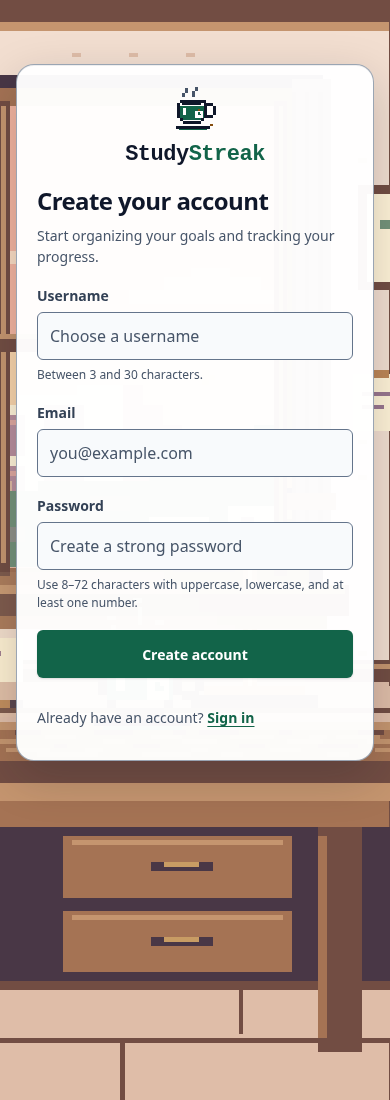 StudyStreak
Create your account
Start organizing your goals and tracking your
progress.
Username
Choose a username
Between 3 and 30 characters.
Email
you@example.com
Password
Create a strong password
Use 8–72 characters with uppercase, lowercase, and at
least one number.
Create account
Already have an account? Sign in